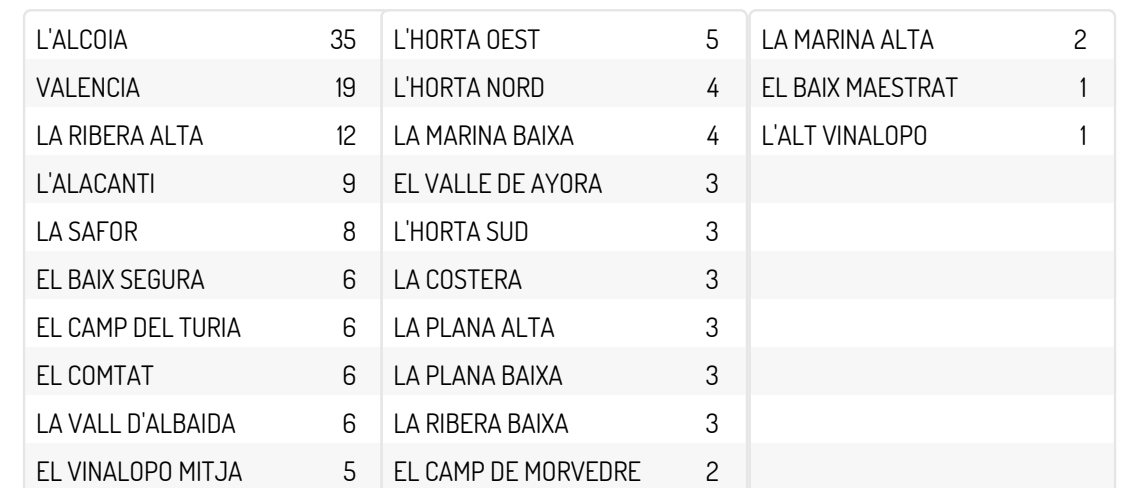 L'ALCOIA 35
VALENCIA 19
LA RIBERA ALTA 12
L'ALACANTI 9
LA SAFOR 8
EL BAIX SEGURA 6
EL CAMP DEL TURIA 6
EL COMTAT 6
LA VALL D'ALBAIDA 6
EL VINALOPO MITJA 5
L'HORTA OEST 5
L'HORTA NORD 4
LA MARINA BAIXA 4
EL VALLE DE AYORA 3
L'HORTA SUD 3
LA COSTERA 3
LA PLANA ALTA 3
LA PLANA BAIXA 3
LA RIBERA BAIXA 3
EL CAMP DE MORVEDRE 2
LA MARINA ALTA 2
EL BAIX MAESTRAT 1
L'ALT VINALOPO 1